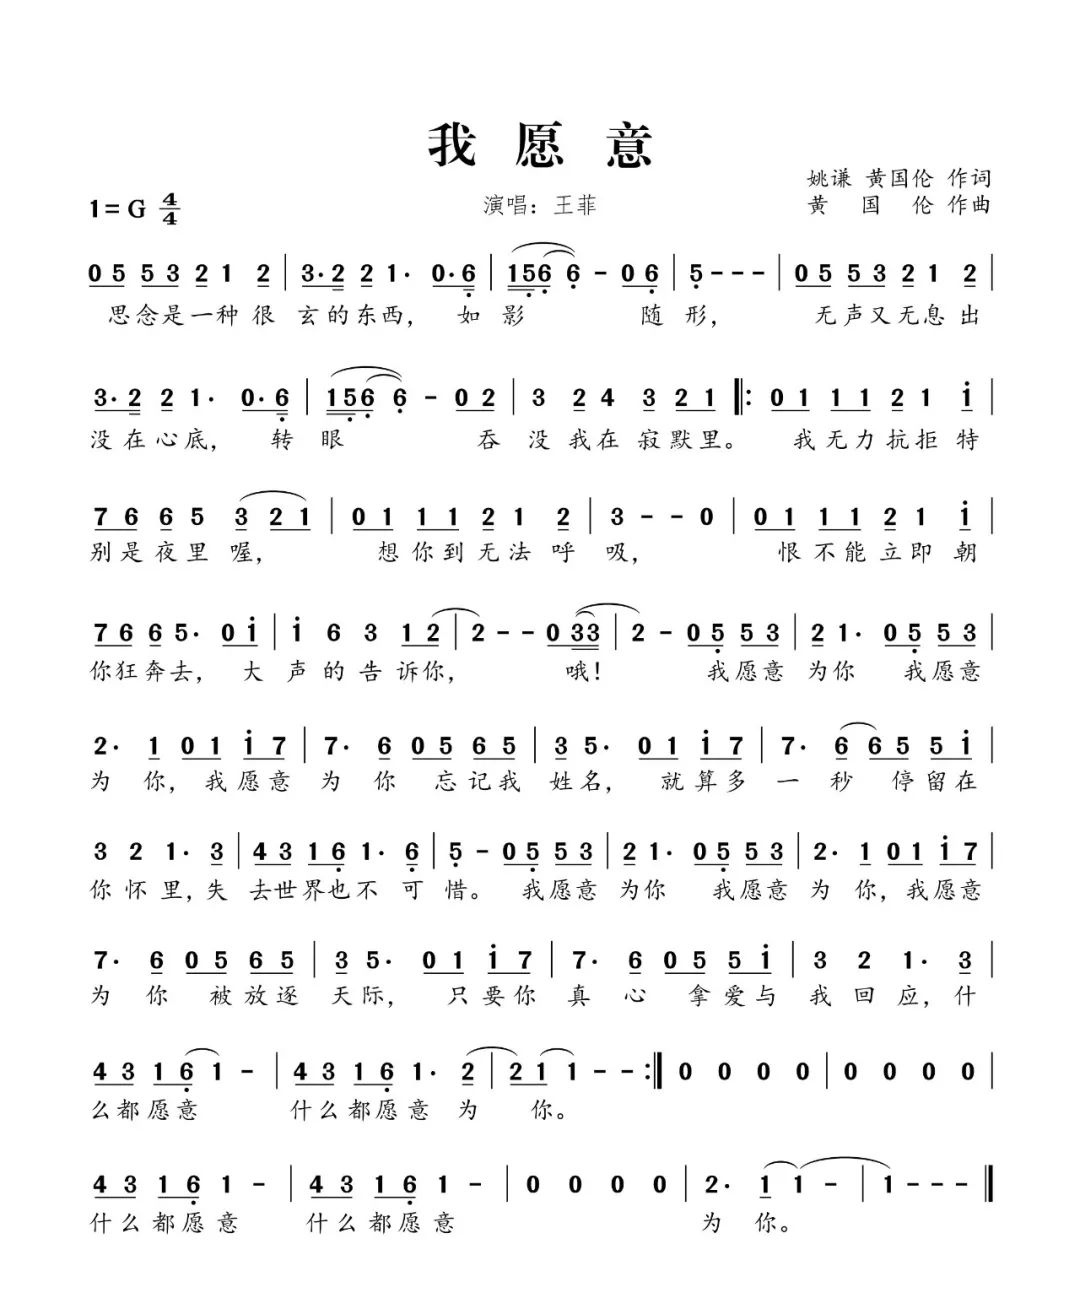 我愿意
姚谦 黄国伦 作词
1=G 4/4 演唱：王菲 黄国伦 作曲
0 5 5 3 2 1 2 | 3·2 2 1· 0·6 | 1 5 6 6 - 0 6 | 5 - - - | 0 5 5 3 2 1 2 |
思念是一种很 玄的东西， 如影 随形， 无声又无息出
3·2 2 1· 0·6 | 1 5 6 6 - 0 2 | 3 2 4 3 2 1 ‖: 0 1 1 1 2 1 i |
没在心底， 转眼 吞没我在寂默里。 我无力抗拒特
7 6 6 5 3 2 1 | 0 1 1 1 2 1 2 | 3 - - 0 | 0 1 1 1 2 1 i |
别是夜里喔， 想你到无法呼吸， 恨不能立即朝
7 6 6 5· 0 i | i 6 3 1 2 | 2 - - 0 3 3 | 2 - 0 5 5 3 | 2 1· 0 5 5 3 |
你狂奔去， 大声的告诉你， 哦！ 我愿意 为你 我愿意
2· 1 0 1 i 7 | 7· 6 0 5 6 5 | 3 5· 0 1 i 7 | 7· 6 6 5 5 i |
为你，我愿意 为你 忘记我 姓名， 就算多一秒 停留在
3 2 1· 3 | 4 3 1 6 1· 6 | 5 - 0 5 5 3 | 2 1· 0 5 5 3 | 2· 1 0 1 i 7 |
你怀里，失去世界也不可惜。 我愿意 为你 我愿意 为你，我愿意
7· 6 0 5 6 5 | 3 5· 0 1 i 7 | 7· 6 0 5 5 i | 3 2 1· 3 |
为你 被放逐 天际， 只要你真心 拿爱与我回应，什
4 3 1 6 1 - | 4 3 1 6 1· 2 | 2 1 1 - - :‖ 0 0 0 0 | 0 0 0 0 |
么都愿意 什么都愿意 为 你。
4 3 1 6 1 - | 4 3 1 6 1 - | 0 0 0 0 | 2· 1 1 - | 1 - - - ‖
什么都愿意 什么都愿意 为 你。